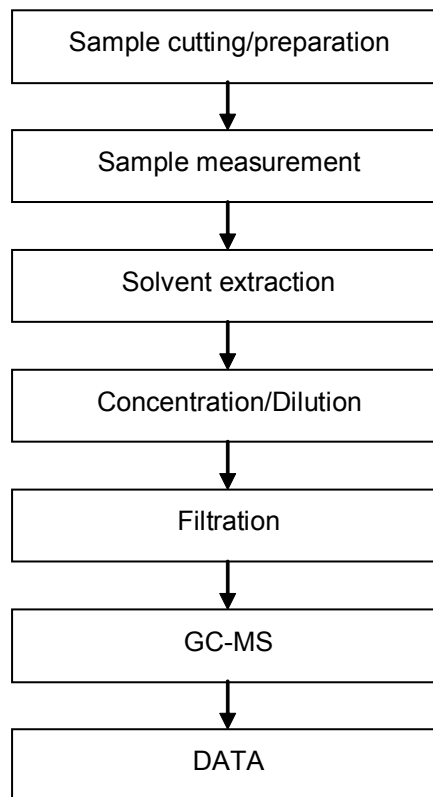 Sample cutting/preparation
Sample measurement
Solvent extraction
Concentration/Dilution
Filtration
GC-MS
DATA